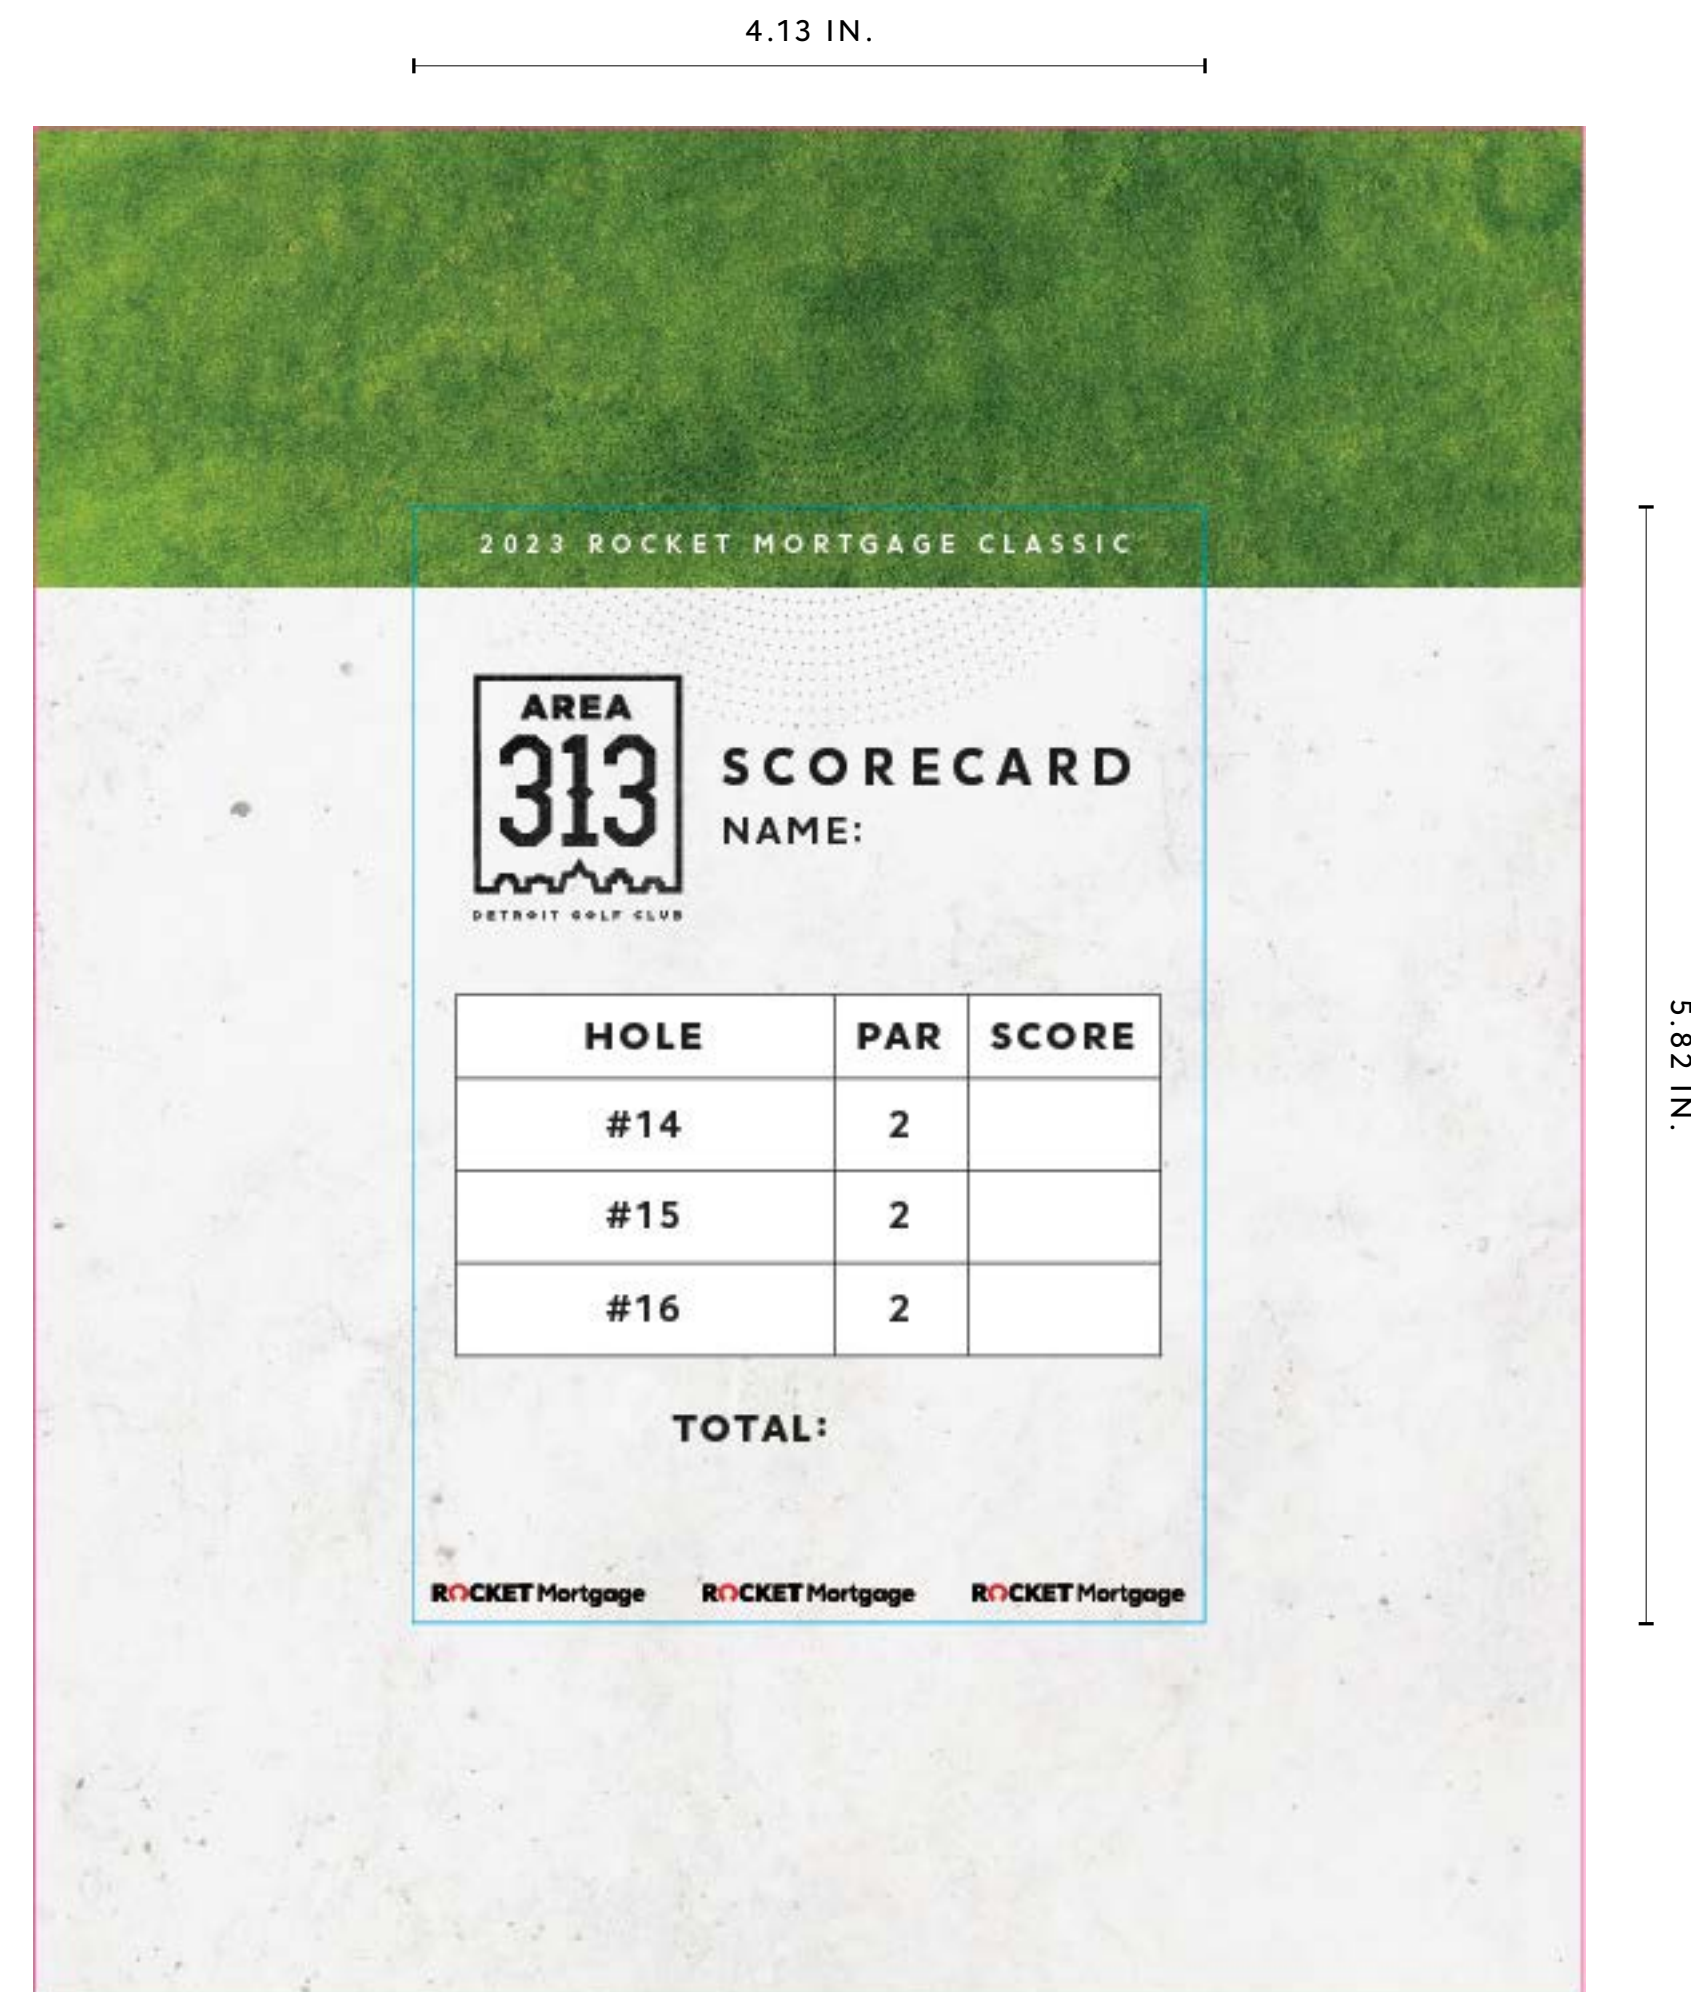 4.13 IN.
2023 ROCKET MORTGAGE CLASSIC
AREA
313
DETROIT GOLF CLUB
SCORECARD
NAME:
HOLE PAR SCORE
#14 2
#15 2
#16 2
TOTAL:
ROCKET Mortgage ROCKET Mortgage ROCKET Mortgage
5.82 IN.